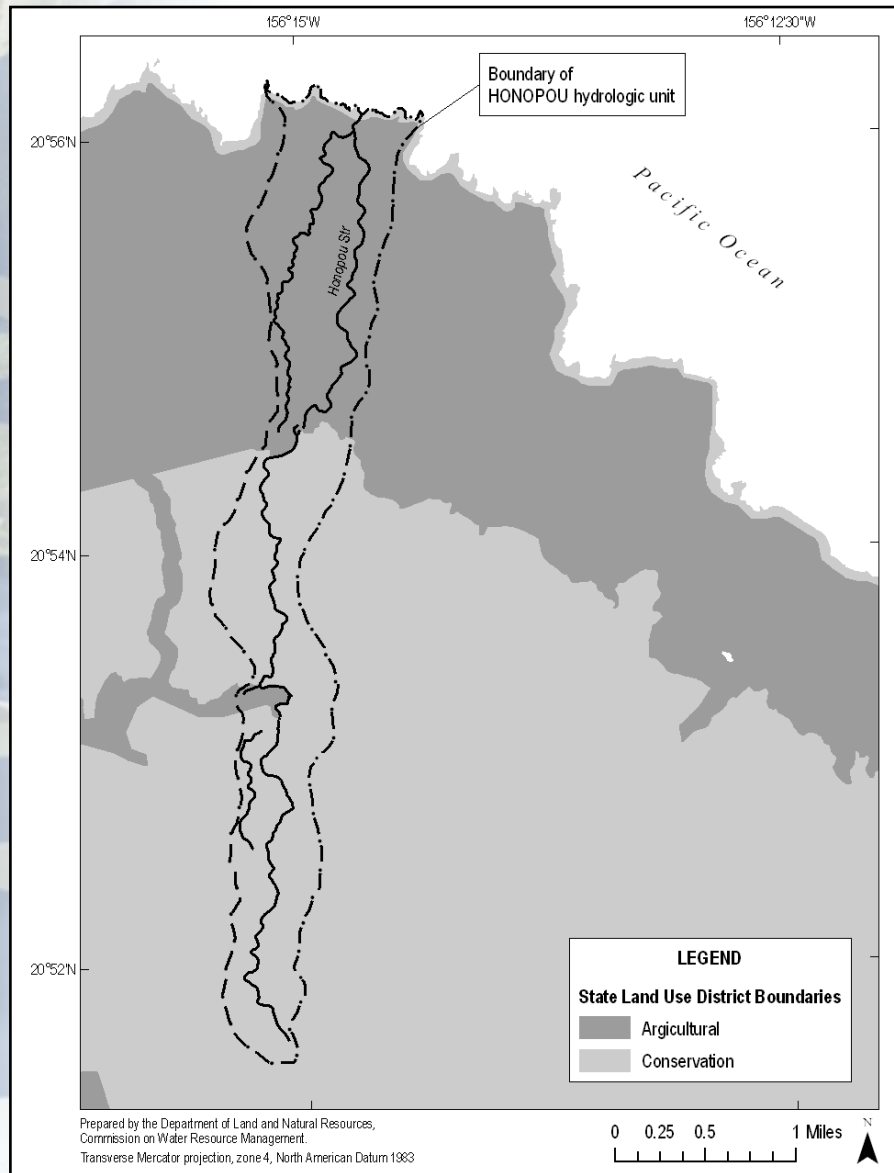 156°15'W
156°12'30"W
Boundary of
HONOPOU hydrologic unit
20°56'N
Pacific Ocean
Honopou Str
20°54'N
20°52'N
LEGEND
State Land Use District Boundaries
Argicultural
Conservation
Prepared by the Department of Land and Natural Resources,
Commission on Water Resource Management.
Transverse Mercator projection, zone 4, North American Datum 1983
0 0.25 0.5 1 Miles
N